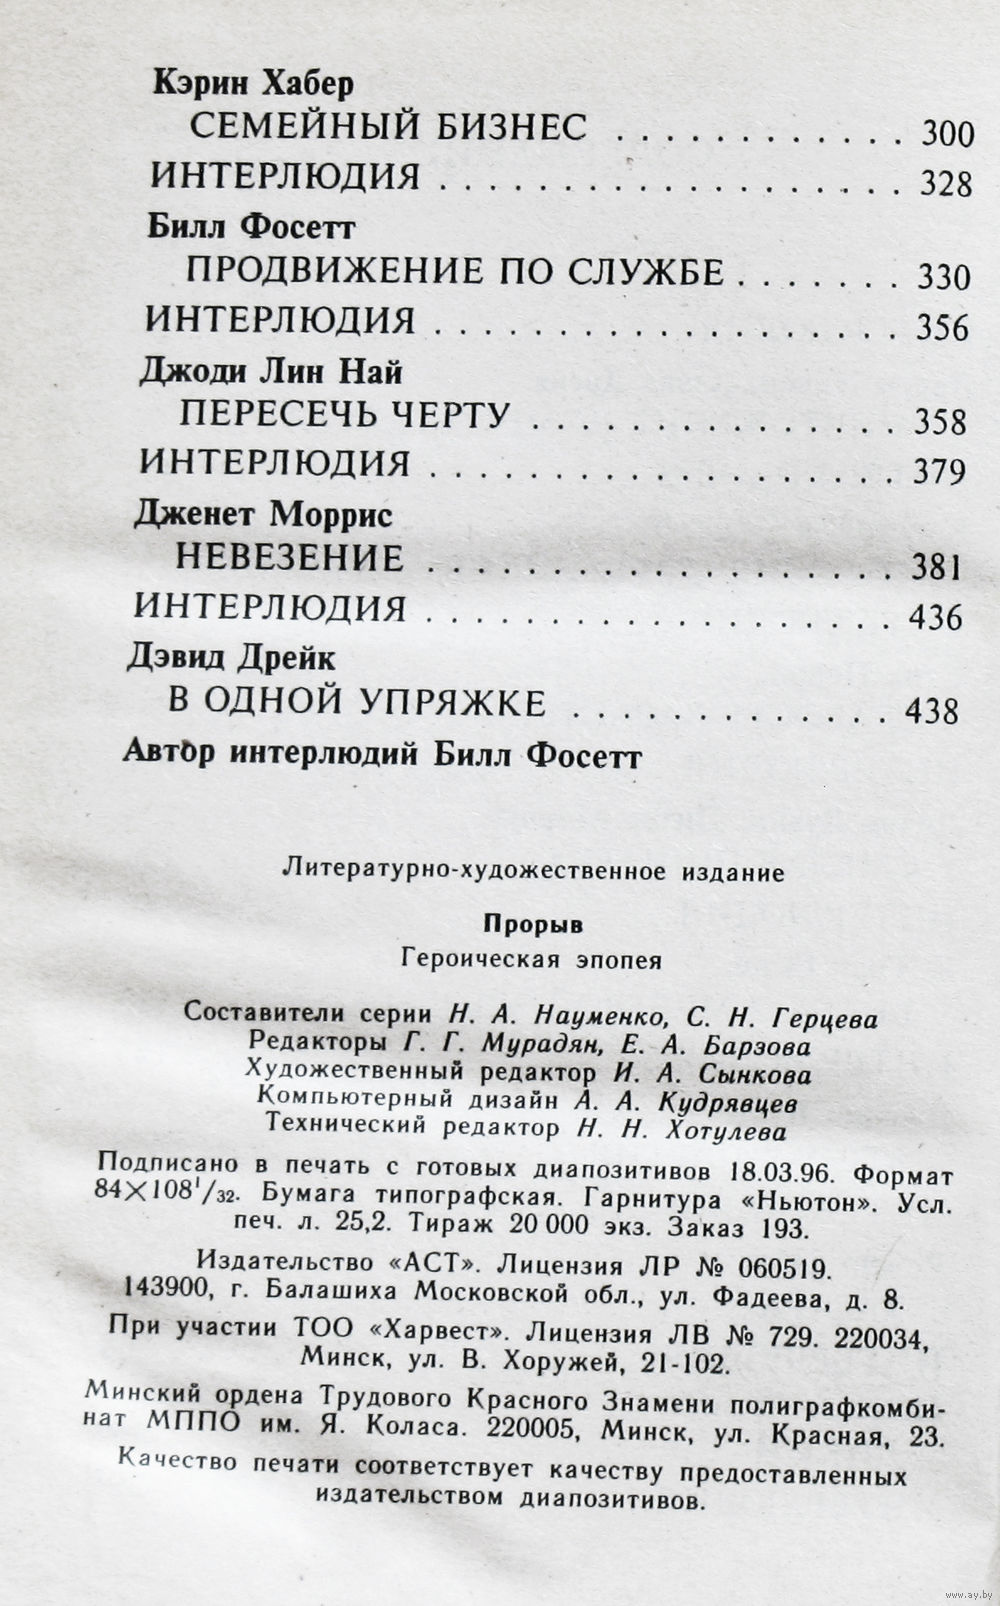 Кэрин Хабер
СЕМЕЙНЫЙ БИЗНЕС . . . . . . . . . . . . 300
ИНТЕРЛЮДИЯ . . . . . . . . . . . . . . . . . . . 328
Билл Фосетт
ПРОДВИЖЕНИЕ ПО СЛУЖБЕ . . . . . . . 330
ИНТЕРЛЮДИЯ . . . . . . . . . . . . . . . . . . . 356
Джоди Лин Най
ПЕРЕСЕЧЬ ЧЕРТУ . . . . . . . . . . . . . . . 358
ИНТЕРЛЮДИЯ . . . . . . . . . . . . . . . . . . . 379
Дженет Моррис
НЕВЕЗЕНИЕ . . . . . . . . . . . . . . . . . . . 381
ИНТЕРЛЮДИЯ . . . . . . . . . . . . . . . . . . . 436
Дэвид Дрейк
В ОДНОЙ УПРЯЖКЕ . . . . . . . . . . . . . 438
Автор интерлюдий Билл Фосетт
Литературно-художественное издание
Прорыв
Героическая эпопея
Составители серии Н. А. Науменко, С. Н. Герцева
Редакторы Г. Г. Мурадян, Е. А. Барзова
Художественный редактор И. А. Сынкова
Компьютерный дизайн А. А. Кудрявцев
Технический редактор Н. Н. Хотулева
Подписано в печать с готовых диапозитивов 18.03.96. Формат
84×108¹/₃₂. Бумага типографская. Гарнитура «Ньютон». Усл.
печ. л. 25,2. Тираж 20 000 экз. Заказ 193.
Издательство «АСТ». Лицензия ЛР № 060519.
143900, г. Балашиха Московской обл., ул. Фадеева, д. 8.
При участии ТОО «Харвест». Лицензия ЛВ № 729. 220034,
Минск, ул. В. Хоружей, 21-102.
Минский ордена Трудового Красного Знамени полиграфкомби-
нат МППО им. Я. Коласа. 220005, Минск, ул. Красная, 23.
Качество печати соответствует качеству предоставленных
издательством диапозитивов.
www.ay.by